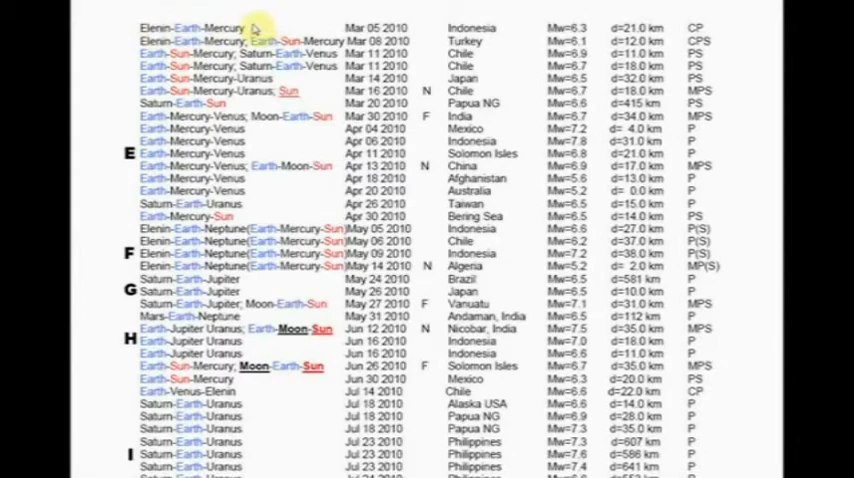 Elenin-Earth-Mercury Mar 05 2010 Indonesia Mw=6.3 d=21.0 km CP
Elenin-Earth-Mercury; Earth-Sun-Mercury Mar 08 2010 Turkey Mw=6.1 d=12.0 km CPS
Earth-Sun-Mercury; Saturn-Earth-Venus Mar 11 2010 Chile Mw=6.9 d=11.0 km PS
Earth-Sun-Mercury; Saturn-Earth-Venus Mar 11 2010 Chile Mw=6.7 d=18.0 km PS
Earth-Sun-Mercury-Uranus Mar 14 2010 Japan Mw=6.5 d=32.0 km PS
Earth-Sun-Mercury-Uranus; Sun Mar 16 2010 N Chile Mw=6.7 d=18.0 km MPS
Saturn-Earth-Sun Mar 20 2010 Papua NG Mw=6.6 d=415 km PS
Earth-Mercury-Venus; Moon-Earth-Sun Mar 30 2010 F India Mw=6.7 d=34.0 km MPS
Earth-Mercury-Venus Apr 04 2010 Mexico Mw=7.2 d= 4.0 km P
Earth-Mercury-Venus Apr 06 2010 Indonesia Mw=7.8 d=31.0 km P
E Earth-Mercury-Venus Apr 11 2010 Solomon Isles Mw=6.8 d=21.0 km P
Earth-Mercury-Venus; Earth-Moon-Sun Apr 13 2010 N China Mw=6.9 d=17.0 km MPS
Earth-Mercury-Venus Apr 18 2010 Afghanistan Mw=5.6 d=13.0 km P
Earth-Mercury-Venus Apr 20 2010 Australia Mw=5.2 d= 0.0 km P
Saturn-Earth-Uranus Apr 26 2010 Taiwan Mw=6.5 d=15.0 km P
Earth-Mercury-Sun Apr 30 2010 Bering Sea Mw=6.5 d=14.0 km PS
Elenin-Earth-Neptune(Earth-Mercury-Sun)May 05 2010 Indonesia Mw=6.6 d=27.0 km P(S)
Elenin-Earth-Neptune(Earth-Mercury-Sun)May 06 2010 Chile Mw=6.2 d=37.0 km P(S)
F Elenin-Earth-Neptune(Earth-Mercury-Sun)May 09 2010 Indonesia Mw=7.2 d=38.0 km P(S)
Elenin-Earth-Neptune(Earth-Mercury-Sun)May 14 2010 N Algeria Mw=5.2 d= 2.0 km MP(S)
Saturn-Earth-Jupiter May 24 2010 Brazil Mw=6.5 d=581 km P
G Saturn-Earth-Jupiter May 26 2010 Japan Mw=6.5 d=10.0 km P
Saturn-Earth-Jupiter; Moon-Earth-Sun May 27 2010 F Vanuatu Mw=7.1 d=31.0 km MPS
Mars-Earth-Neptune May 31 2010 Andaman, India Mw=6.5 d=112 km P
Earth-Jupiter Uranus; Earth-Moon-Sun Jun 12 2010 N Nicobar, India Mw=7.5 d=35.0 km MPS
H Earth-Jupiter Uranus Jun 16 2010 Indonesia Mw=7.0 d=18.0 km P
Earth-Jupiter Uranus Jun 16 2010 Indonesia Mw=6.6 d=11.0 km P
Earth-Sun-Mercury; Moon-Earth-Sun Jun 26 2010 F Solomon Isles Mw=6.7 d=35.0 km MPS
Earth-Sun-Mercury Jun 30 2010 Mexico Mw=6.3 d=20.0 km PS
Earth-Venus-Elenin Jul 14 2010 Chile Mw=6.6 d=22.0 km CP
Saturn-Earth-Uranus Jul 18 2010 Alaska USA Mw=6.6 d=14.0 km P
Saturn-Earth-Uranus Jul 18 2010 Papua NG Mw=6.9 d=28.0 km P
Saturn-Earth-Uranus Jul 18 2010 Papua NG Mw=7.3 d=35.0 km P
Saturn-Earth-Uranus Jul 23 2010 Philippines Mw=7.3 d=607 km P
I Saturn-Earth-Uranus Jul 23 2010 Philippines Mw=7.6 d=586 km P
Saturn-Earth-Uranus Jul 23 2010 Philippines Mw=7.4 d=641 km P